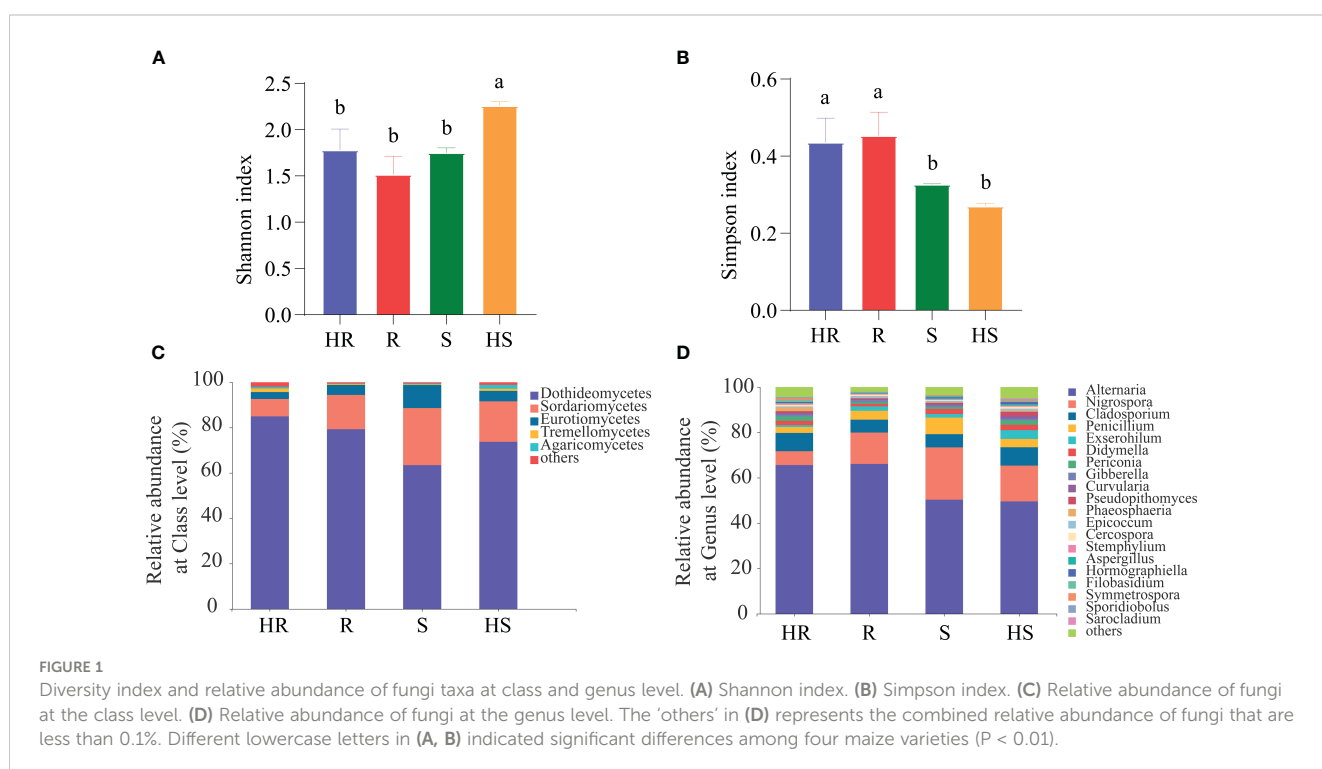 A
Shannon index
2.5
2.0
1.5
1.0
0.5
0.0
b
b
b
a
HR R S HS
B
Simpson index
0.6
0.4
0.2
0.0
a
a
b
b
HR R S HS
C
Relative abundance
at Class level (%)
100
80
60
40
20
0
HR R S HS
Dothideomycetes
Sordariomycetes
Eurotiomycetes
Tremellomycetes
Agaricomycetes
others
D
Relative abundance
at Genus level (%)
100
80
60
40
20
0
HR R S HS
Alternaria
Nigrospora
Cladosporium
Penicillium
Exserohilum
Didymella
Periconia
Gibberella
Curvularia
Pseudopithomyces
Phaeosphaeria
Epicoccum
Cercospora
Stemphylium
Aspergillus
Hormographiella
Filobasidium
Symmetrospora
Sporidiobolus
Sarocladium
others
FIGURE 1
Diversity index and relative abundance of fungi taxa at class and genus level. (A) Shannon index. (B) Simpson index. (C) Relative abundance of fungi
at the class level. (D) Relative abundance of fungi at the genus level. The ‘others’ in (D) represents the combined relative abundance of fungi that are
less than 0.1%. Different lowercase letters in (A, B) indicated significant differences among four maize varieties (P < 0.01).